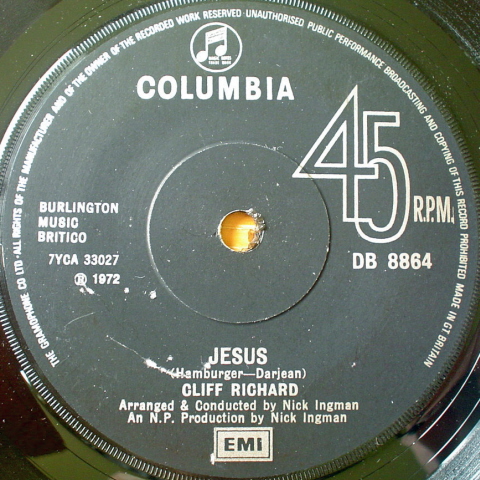 THE GRAMOPHONE CO LTD·ALL RIGHTS OF THE MANUFACTURER AND OF THE OWNER OF THE RECORDED WORK RESERVED·UNAUTHORISED PUBLIC PERFORMANCE BROADCASTING AND COPYING OF THIS RECORD PROHIBITED MADE IN GT BRITAIN
COLUMBIA
45 R.P.M.
BURLINGTON
MUSIC
BRITICO
7YCA 33027
Ⓟ 1972
DB 8864
JESUS
(Hamburger—Darjean)
CLIFF RICHARD
Arranged & Conducted by Nick Ingman
An N.P. Production by Nick Ingman
EMI